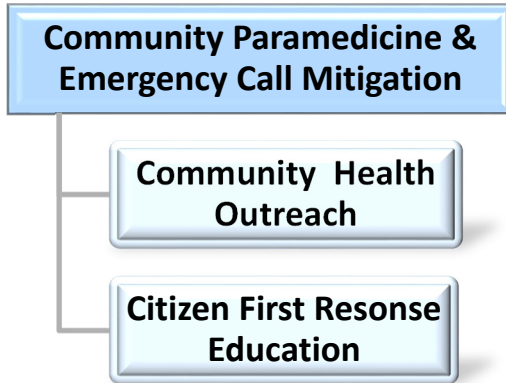 Community Paramedicine &
Emergency Call Mitigation
Community Health
Outreach
Citizen First Resonse
Education